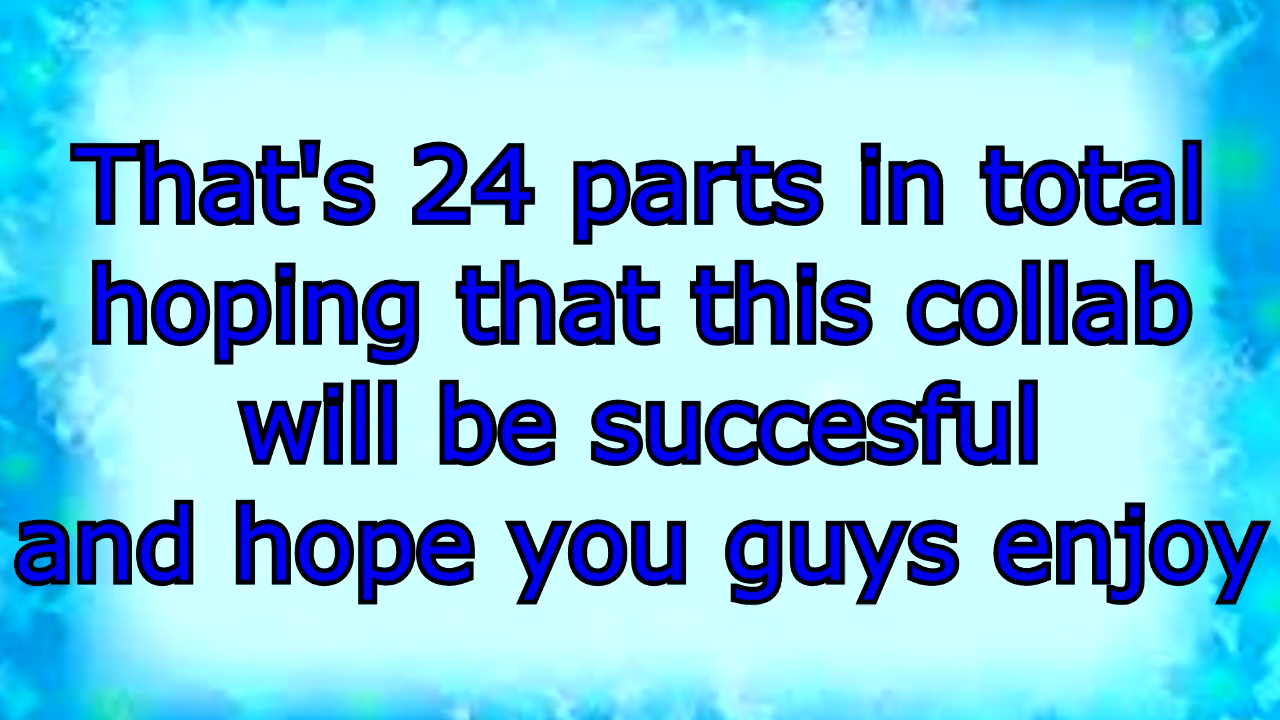 That's 24 parts in total
hoping that this collab
will be succesful
and hope you guys enjoy